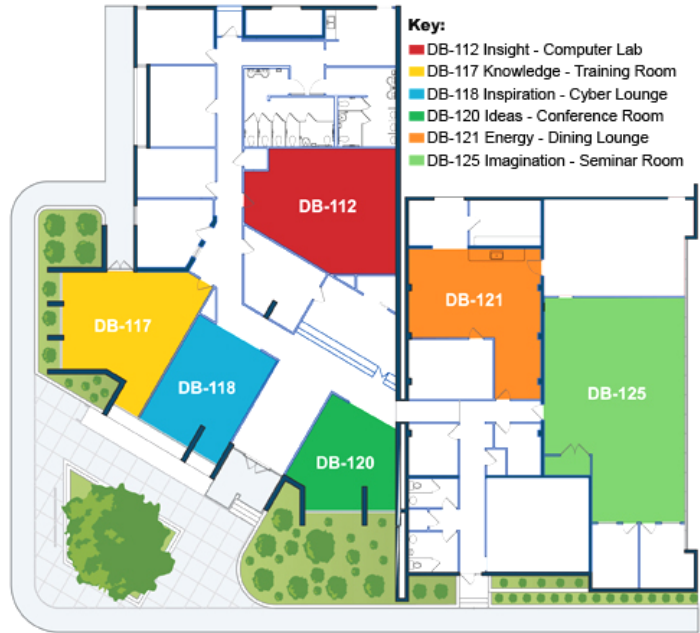 Key:
DB-112 Insight - Computer Lab
DB-117 Knowledge - Training Room
DB-118 Inspiration - Cyber Lounge
DB-120 Ideas - Conference Room
DB-121 Energy - Dining Lounge
DB-125 Imagination - Seminar Room
DB-112
DB-121
DB-117
DB-118
DB-125
DB-120